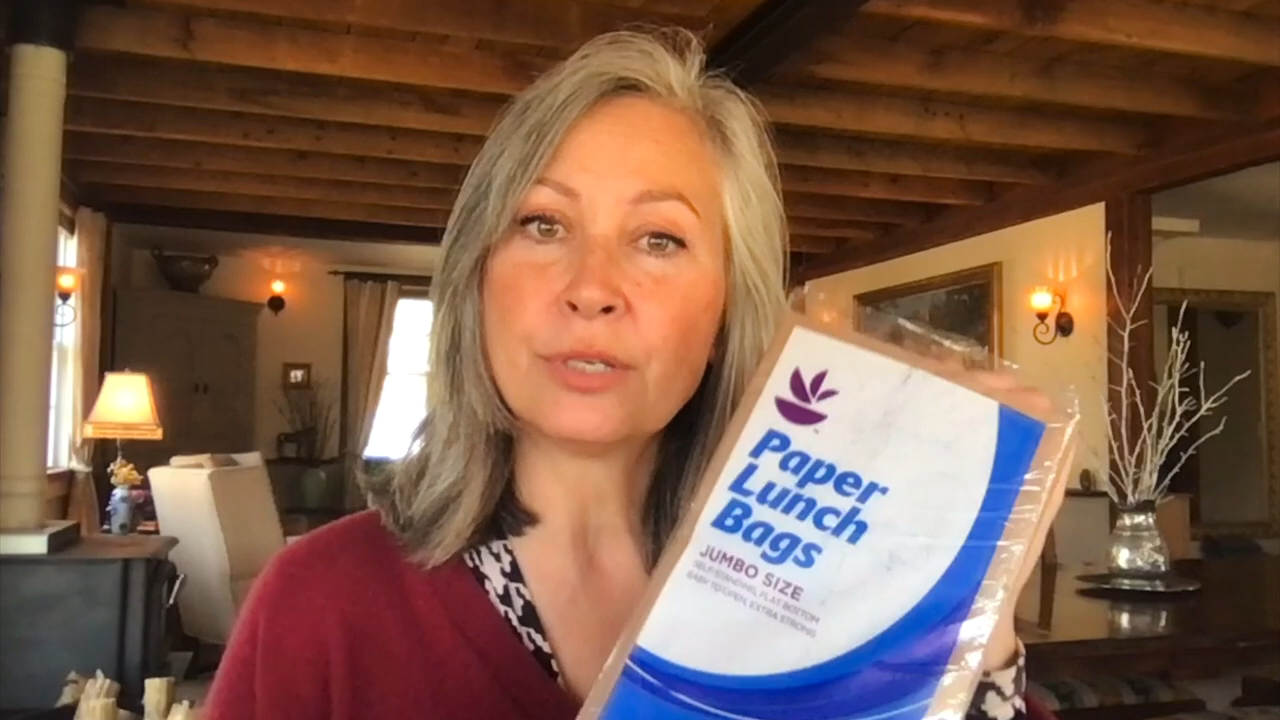 Paper
Lunch
Bags
JUMBO SIZE
SELF-STANDING, FLAT BOTTOM
EASY TO OPEN, EXTRA STRONG